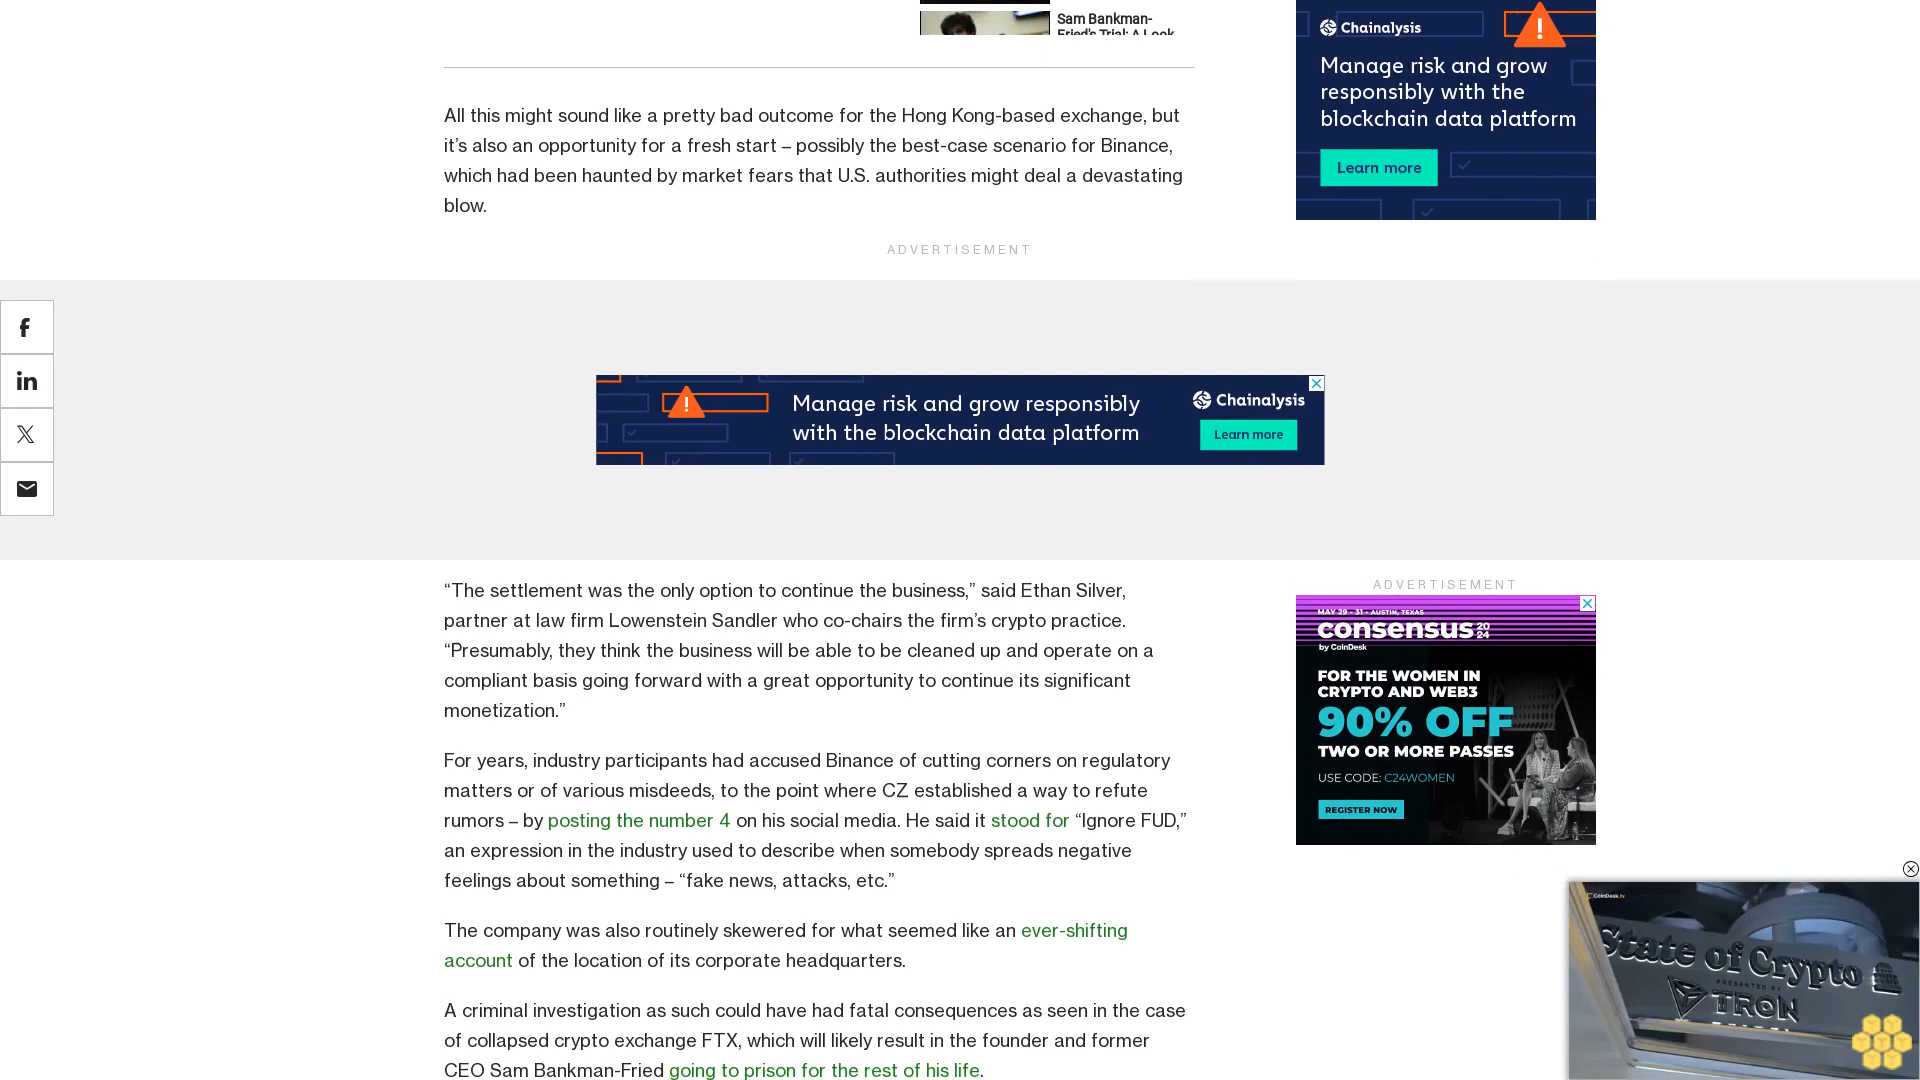 Sam Bankman-
Fried's Trial: A Look
Chainalysis
Manage risk and grow
responsibly with the
blockchain data platform
Learn more
All this might sound like a pretty bad outcome for the Hong Kong-based exchange, but
it’s also an opportunity for a fresh start – possibly the best-case scenario for Binance,
which had been haunted by market fears that U.S. authorities might deal a devastating
blow.
ADVERTISEMENT
Manage risk and grow responsibly
with the blockchain data platform
Chainalysis
Learn more
“The settlement was the only option to continue the business,” said Ethan Silver,
partner at law firm Lowenstein Sandler who co-chairs the firm’s crypto practice.
“Presumably, they think the business will be able to be cleaned up and operate on a
compliant basis going forward with a great opportunity to continue its significant
monetization.”
ADVERTISEMENT
MAY 29 - 31 • AUSTIN, TEXAS
consensus 2024
by CoinDesk
FOR THE WOMEN IN
CRYPTO AND WEB3
90% OFF
TWO OR MORE PASSES
USE CODE: C24WOMEN
REGISTER NOW
For years, industry participants had accused Binance of cutting corners on regulatory
matters or of various misdeeds, to the point where CZ established a way to refute
rumors – by posting the number 4 on his social media. He said it stood for “Ignore FUD,”
an expression in the industry used to describe when somebody spreads negative
feelings about something – “fake news, attacks, etc.”
The company was also routinely skewered for what seemed like an ever-shifting
account of the location of its corporate headquarters.
A criminal investigation as such could have had fatal consequences as seen in the case
of collapsed crypto exchange FTX, which will likely result in the founder and former
CEO Sam Bankman-Fried going to prison for the rest of his life.
CoinDesk.tv
State of Crypto
PRESENTED BY
TRON